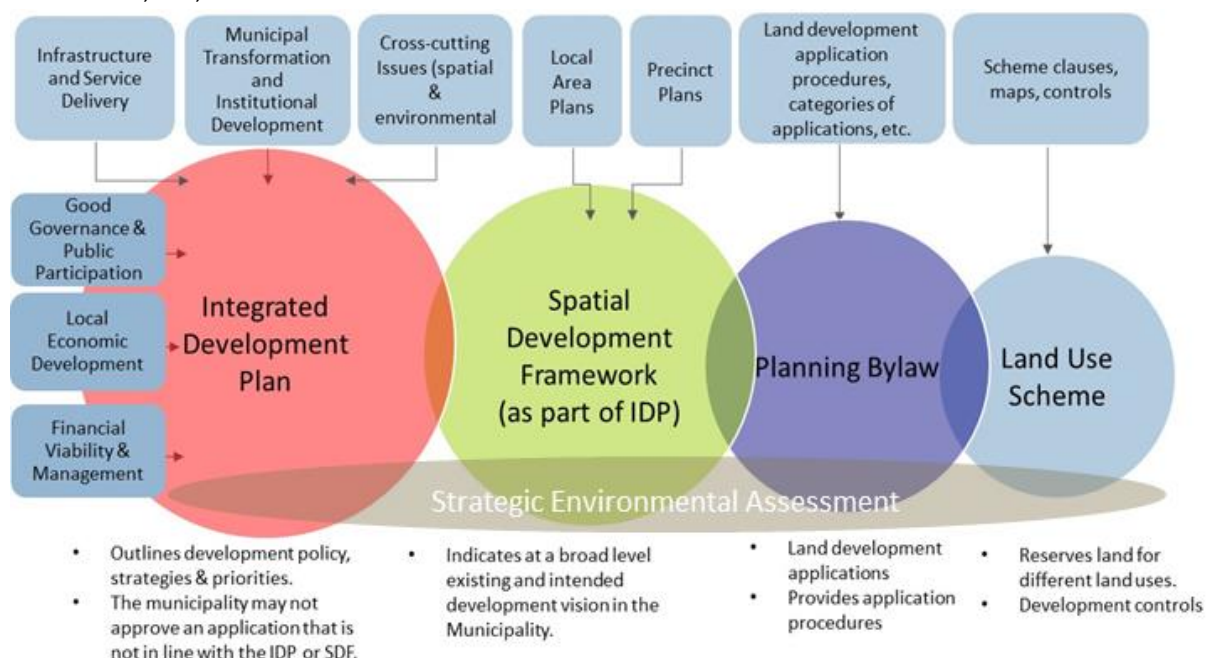 Infrastructure
and Service
Delivery
Municipal
Transformation
and
Institutional
Development
Cross-cutting
Issues (spatial
&
environmental
Local
Area
Plans
Precinct
Plans
Land development
application
procedures,
categories of
applications, etc.
Scheme clauses,
maps, controls
Good
Governance &
Public
Participation
Local
Economic
Development
Financial
Viability &
Management
Integrated
Development
Plan
Spatial
Development
Framework
(as part of IDP)
Planning Bylaw
Land Use
Scheme
Strategic Environmental Assessment
• Outlines development policy,
strategies & priorities.
• The municipality may not
approve an application that is
not in line with the IDP or SDF.
• Indicates at a broad level
existing and intended
development vision in the
Municipality.
• Land development
applications
• Provides application
procedures
• Reserves land for
different land uses.
• Development controls